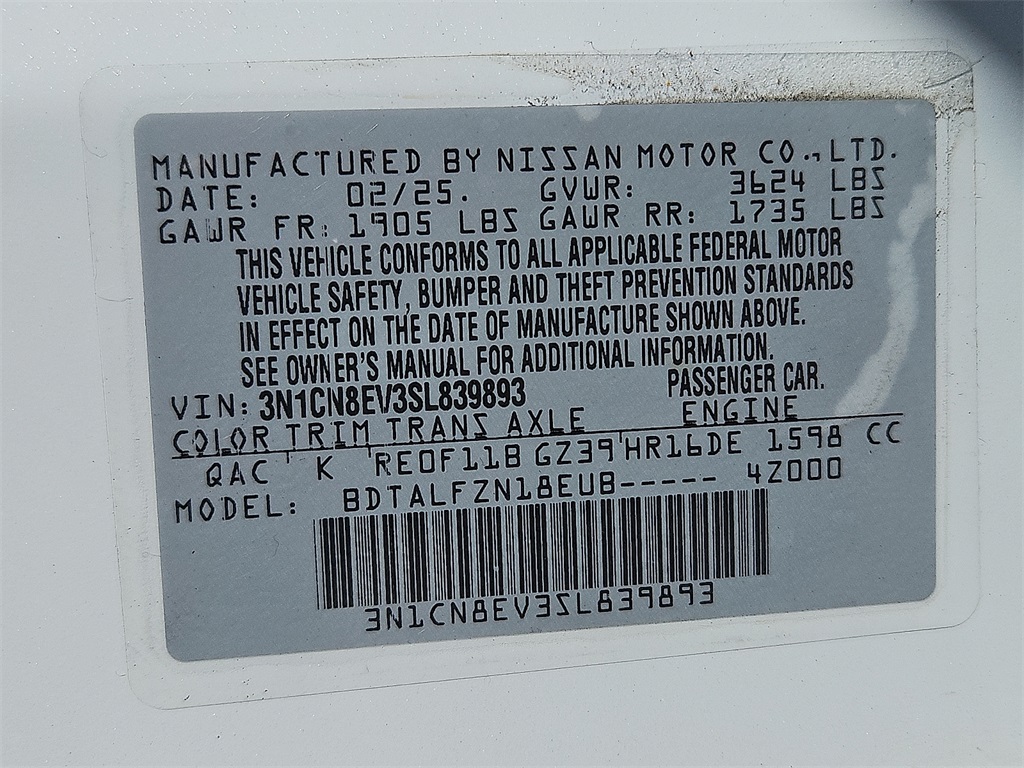 MANUFACTURED BY NISSAN MOTOR CO., LTD.
DATE: 02/25. GVWR: 3624 LBS
GAWR FR: 1905 LBS GAWR RR: 1735 LBS
THIS VEHICLE CONFORMS TO ALL APPLICABLE FEDERAL MOTOR
VEHICLE SAFETY, BUMPER AND THEFT PREVENTION STANDARDS
IN EFFECT ON THE DATE OF MANUFACTURE SHOWN ABOVE.
SEE OWNER'S MANUAL FOR ADDITIONAL INFORMATION.
VIN: 3N1CN8EV3SL839893 PASSENGER CAR.
COLOR TRIM TRANS AXLE ENGINE
QAC K RE0F11B GZ39 HR16DE 1598 CC
MODEL: BDTALFZN18EUB----- 4Z000
3N1CN8EV3SL839893